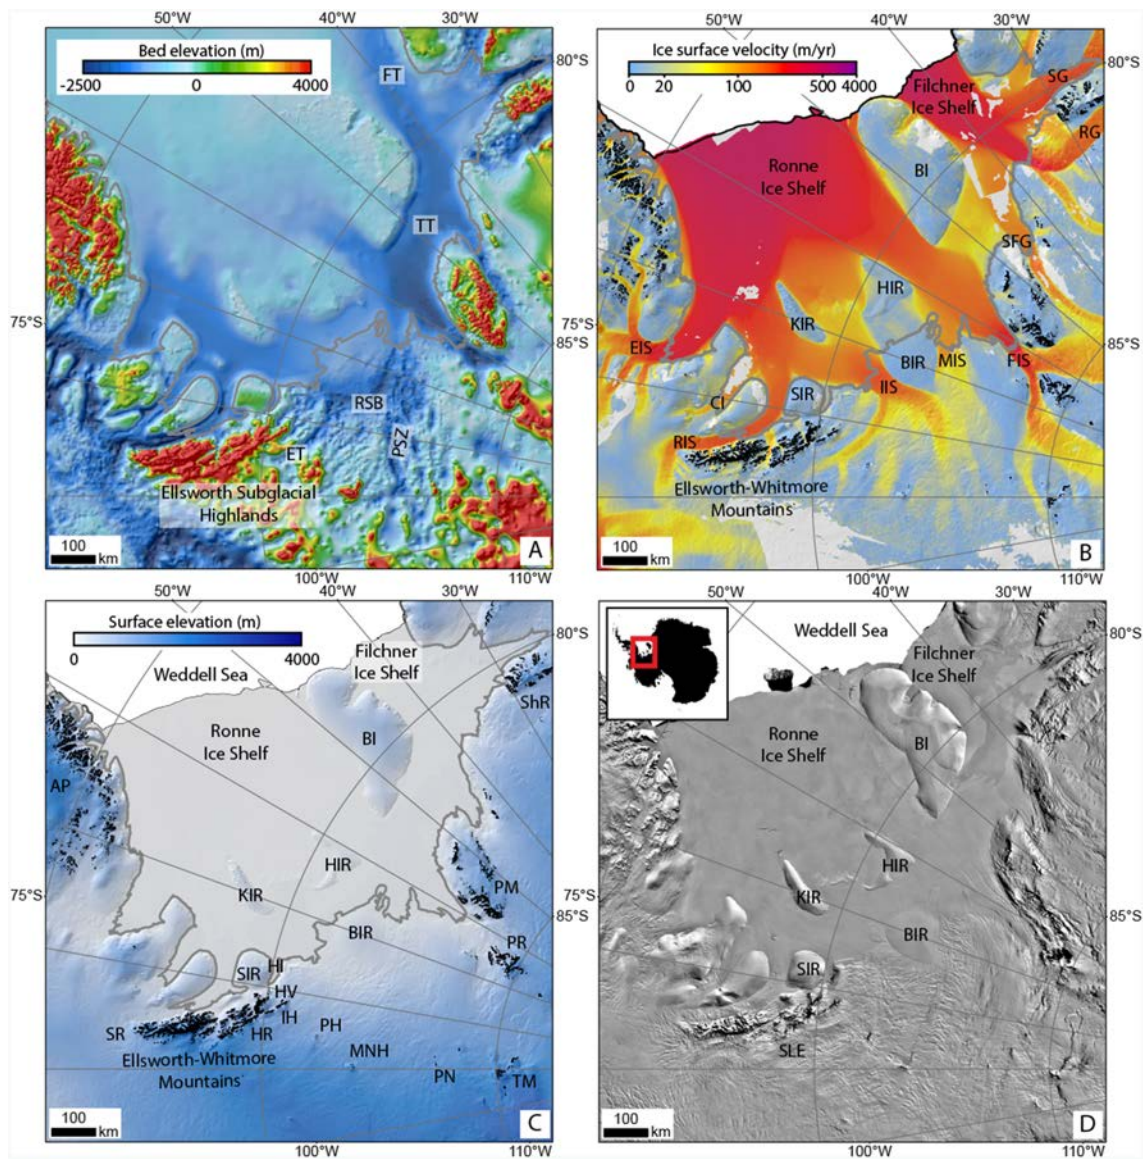 50°W 40°W 30°W
Bed elevation (m)
-2500 0 4000
FT
80°S
TT
75°S
85°S
RSB
PSZ
ET
Ellsworth Subglacial
Highlands
100
km
A
100°W 110°W
50°W 40°W 30°W
Ice surface velocity (m/yr)
0 20 100 500 4000
Filchner
Ice Shelf
SG
80°S
RG
Ronne
Ice Shelf
BI
SFG
HIR
75°S
KIR
85°S
EIS
BIR
MIS
FIS
IIS
CI
SIR
RIS
Ellsworth-Whitmore
Mountains
100
km
B
100°W 110°W
50°W 40°W 30°W
Surface elevation (m)
0 4000
80°S
Filchner
Ice Shelf
Weddell Sea
ShR
Ronne
Ice Shelf
BI
AP
HIR
PM
KIR
75°S
85°S
BIR
PR
SIR
HI
HV
IH
SR
HR
PH
MNH
Ellsworth-Whitmore
Mountains
PN
TM
100
km
C
100°W 110°W
50°W 40°W 30°W
Weddell Sea
80°S
Filchner
Ice Shelf
Ronne
Ice Shelf
BI
HIR
KIR
75°S
85°S
BIR
SIR
SLE
100
km
D
100°W 110°W